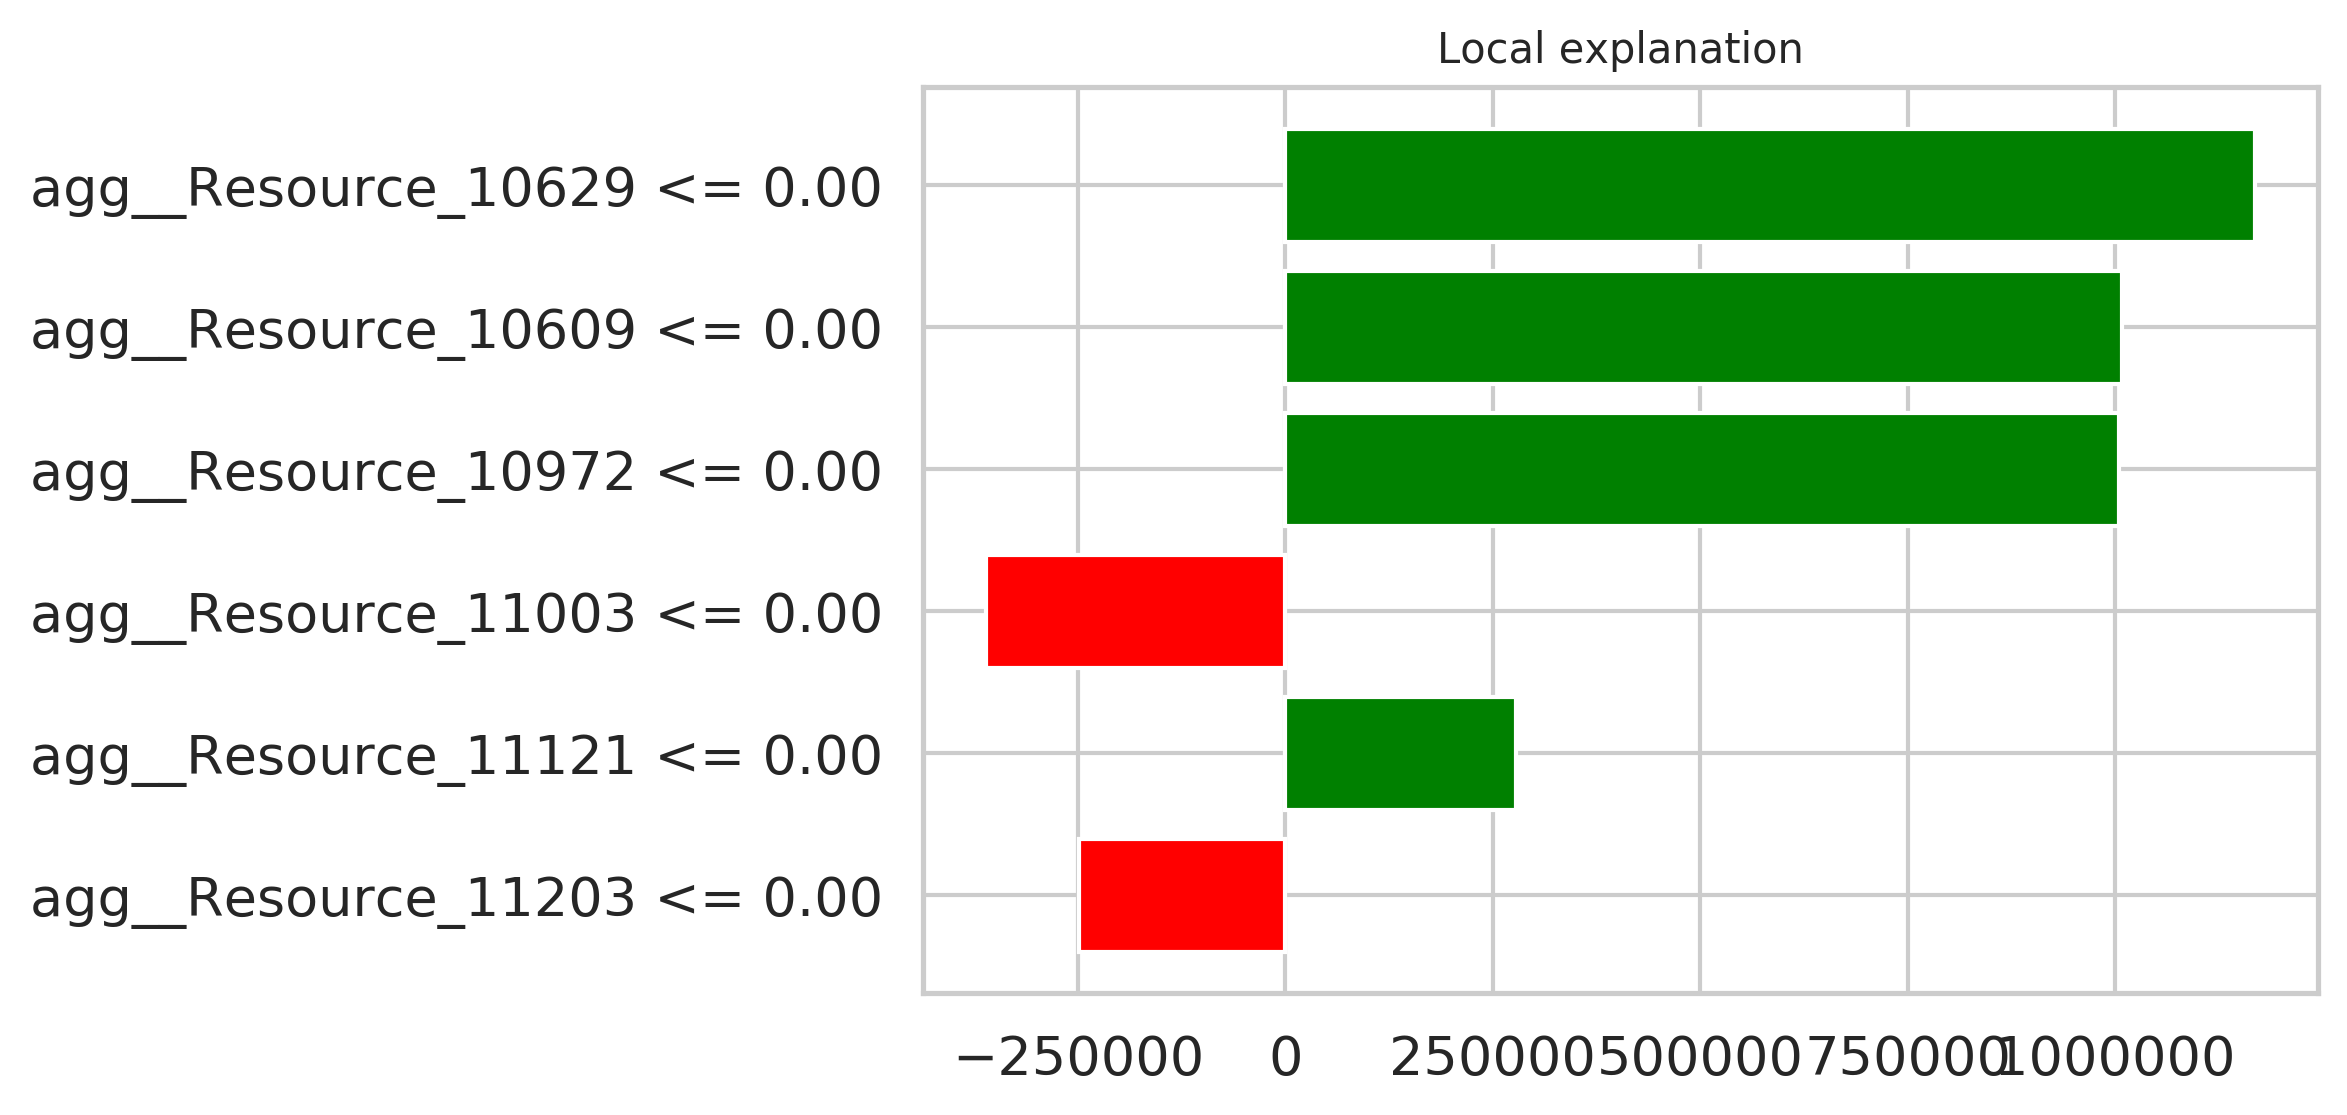 Local explanation
agg__Resource_10629 <= 0.00
agg__Resource_10609 <= 0.00
agg__Resource_10972 <= 0.00
agg__Resource_11003 <= 0.00
agg__Resource_11121 <= 0.00
agg__Resource_11203 <= 0.00
−250000 0 250000 500000 750000 1000000